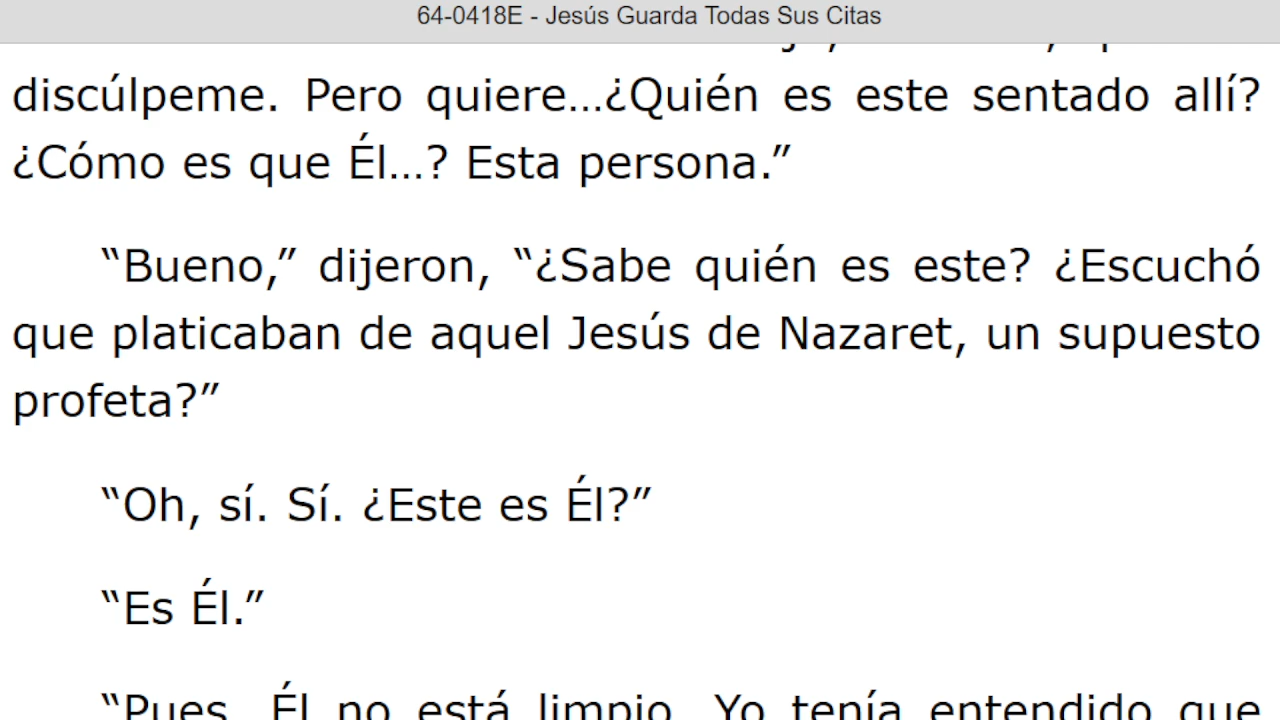 64-0418E - Jesús Guarda Todas Sus Citas
discúlpeme. Pero quiere...¿Quién es este sentado allí?
¿Cómo es que Él...? Esta persona.”
“Bueno,” dijeron, “¿Sabe quién es este? ¿Escuchó
que platicaban de aquel Jesús de Nazaret, un supuesto
profeta?”
“Oh, sí. Sí. ¿Este es Él?”
“Es Él.”
“Pues, Él no está limpio. Yo tenía entendido que